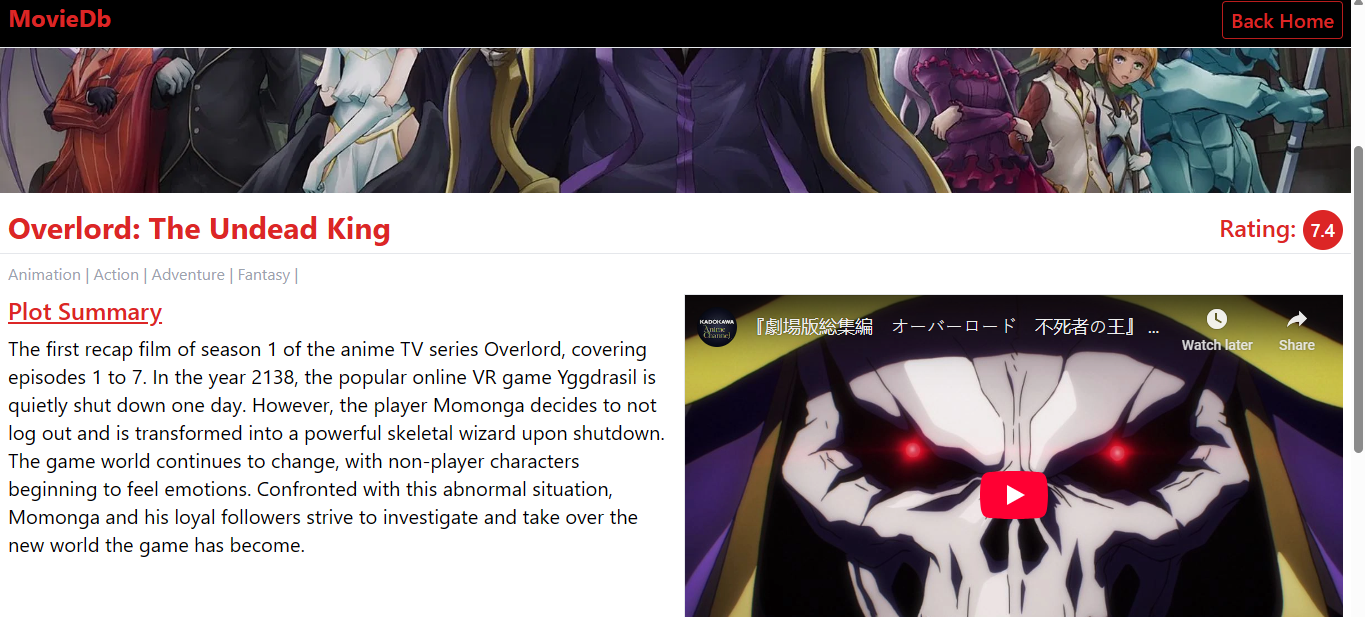 MovieDb
Back Home
Overlord: The Undead King
Rating: 7.4
Animation | Action | Adventure | Fantasy |
Plot Summary
The first recap film of season 1 of the anime TV series Overlord, covering
episodes 1 to 7. In the year 2138, the popular online VR game Yggdrasil is
quietly shut down one day. However, the player Momonga decides to not
log out and is transformed into a powerful skeletal wizard upon shutdown.
The game world continues to change, with non-player characters
beginning to feel emotions. Confronted with this abnormal situation,
Momonga and his loyal followers strive to investigate and take over the
new world the game has become.
KADOKAWA
Anime
Channel
『劇場版総集編　オーバーロード　不死者の王』 ...
Watch later
Share